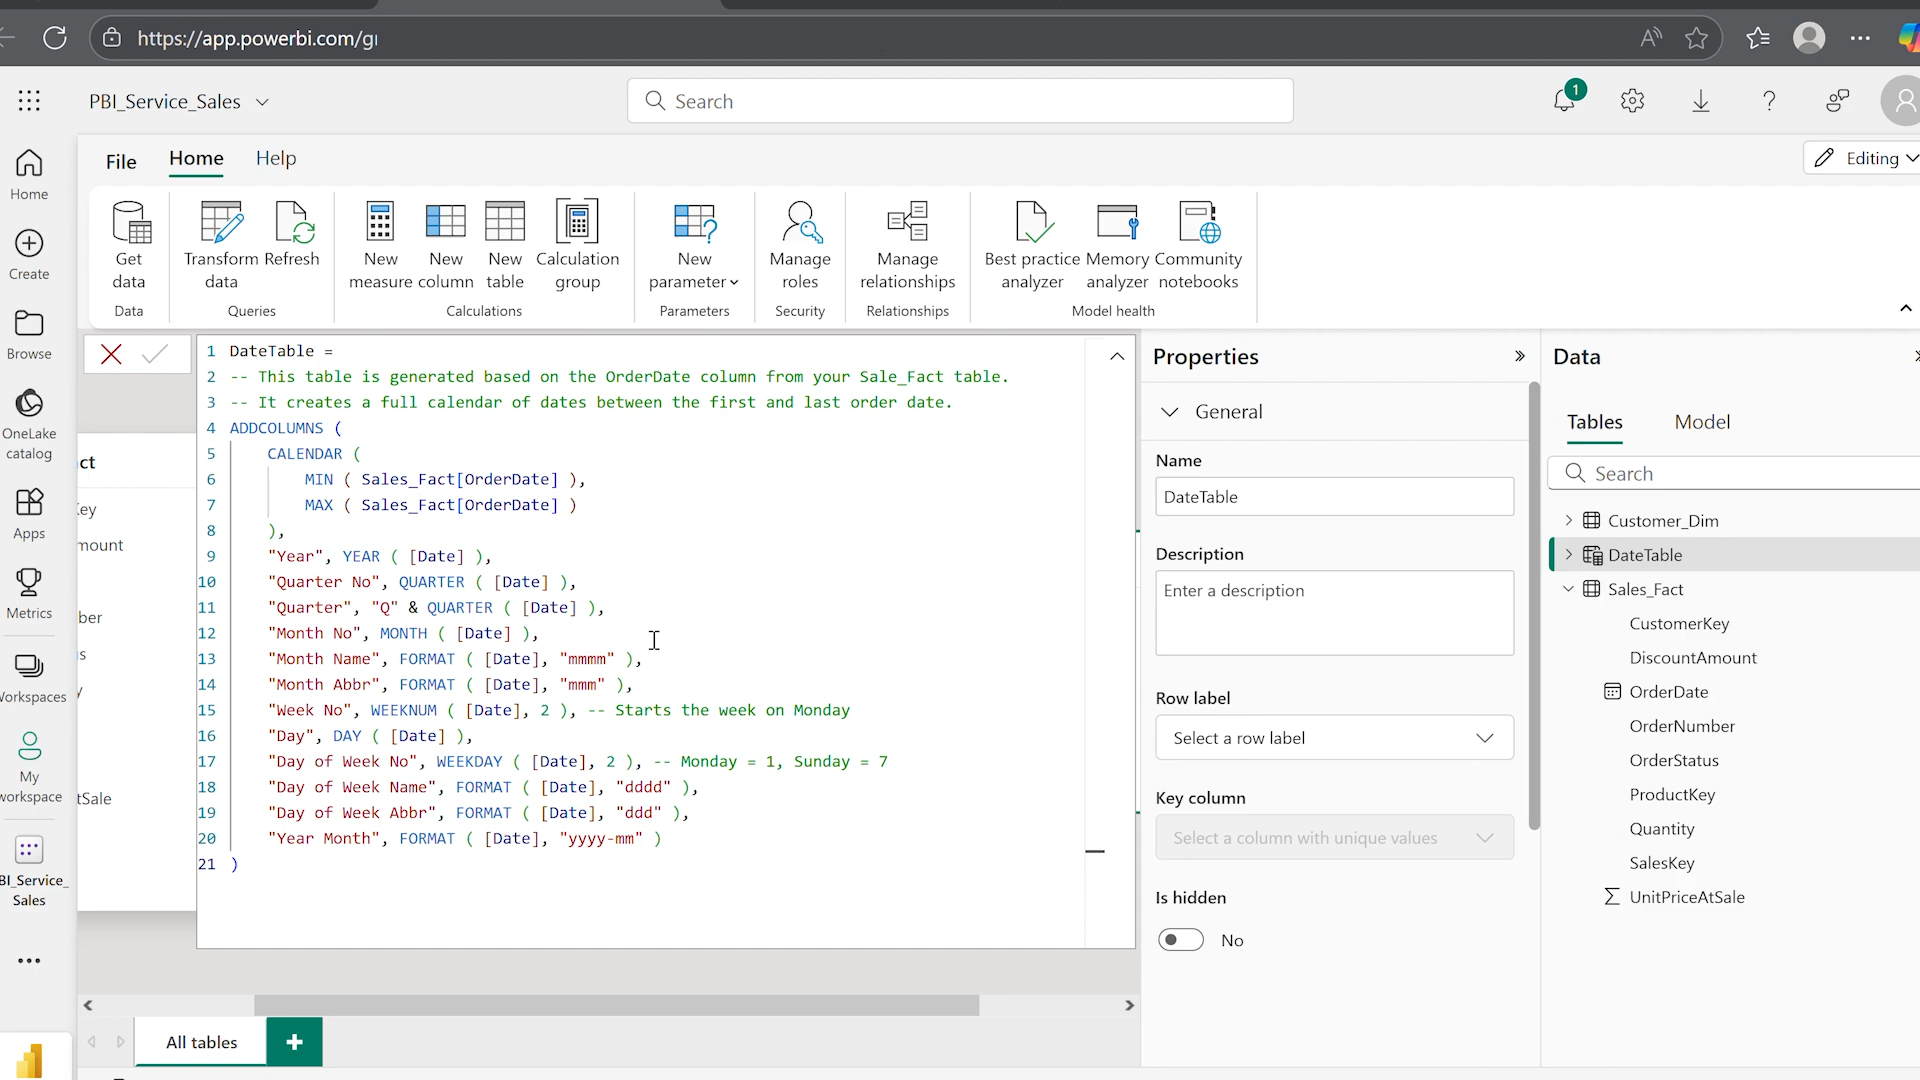 https://app.powerbi.com/gr
PBI_Service_Sales
Search
1
File
Home
Help
Editing
Home
Create
Browse
OneLake
catalog
Apps
Metrics
Workspaces
My
workspace
PBI_Service_
Sales
Get
data
Data
Transform
data
Refresh
Queries
New
measure
New
column
New
table
Calculation
group
Calculations
New
parameter
Parameters
Manage
roles
Security
Manage
relationships
Relationships
Best practice
analyzer
Memory
analyzer
Community
notebooks
Model health
ct
ey
mount
ber
s
y
tSale
1 DateTable =
2 -- This table is generated based on the OrderDate column from your Sale_Fact table.
3 -- It creates a full calendar of dates between the first and last order date.
4 ADDCOLUMNS (
5 CALENDAR (
6 MIN ( Sales_Fact[OrderDate] ),
7 MAX ( Sales_Fact[OrderDate] )
8 ),
9 "Year", YEAR ( [Date] ),
10 "Quarter No", QUARTER ( [Date] ),
11 "Quarter", "Q" & QUARTER ( [Date] ),
12 "Month No", MONTH ( [Date] ),
13 "Month Name", FORMAT ( [Date], "mmmm" ),
14 "Month Abbr", FORMAT ( [Date], "mmm" ),
15 "Week No", WEEKNUM ( [Date], 2 ), -- Starts the week on Monday
16 "Day", DAY ( [Date] ),
17 "Day of Week No", WEEKDAY ( [Date], 2 ), -- Monday = 1, Sunday = 7
18 "Day of Week Name", FORMAT ( [Date], "dddd" ),
19 "Day of Week Abbr", FORMAT ( [Date], "ddd" ),
20 "Year Month", FORMAT ( [Date], "yyyy-mm" )
21 )
All tables
Properties
General
Name
DateTable
Description
Enter a description
Row label
Select a row label
Key column
Select a column with unique values
Is hidden
No
Data
Tables
Model
Search
Customer_Dim
DateTable
Sales_Fact
CustomerKey
DiscountAmount
OrderDate
OrderNumber
OrderStatus
ProductKey
Quantity
SalesKey
UnitPriceAtSale